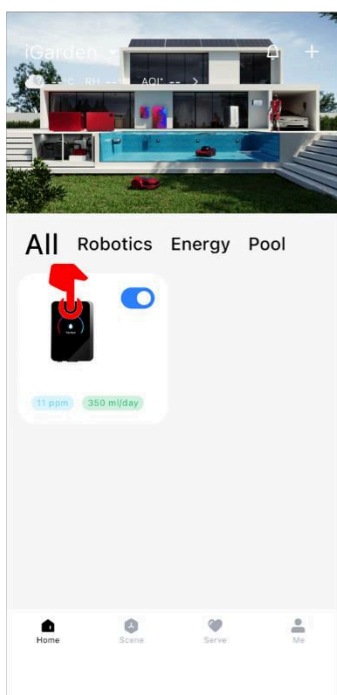 iGarden
RH -- AQI: -- >
All Robotics Energy Pool
11 ppm 350 ml/day
Home Scene Serve Me